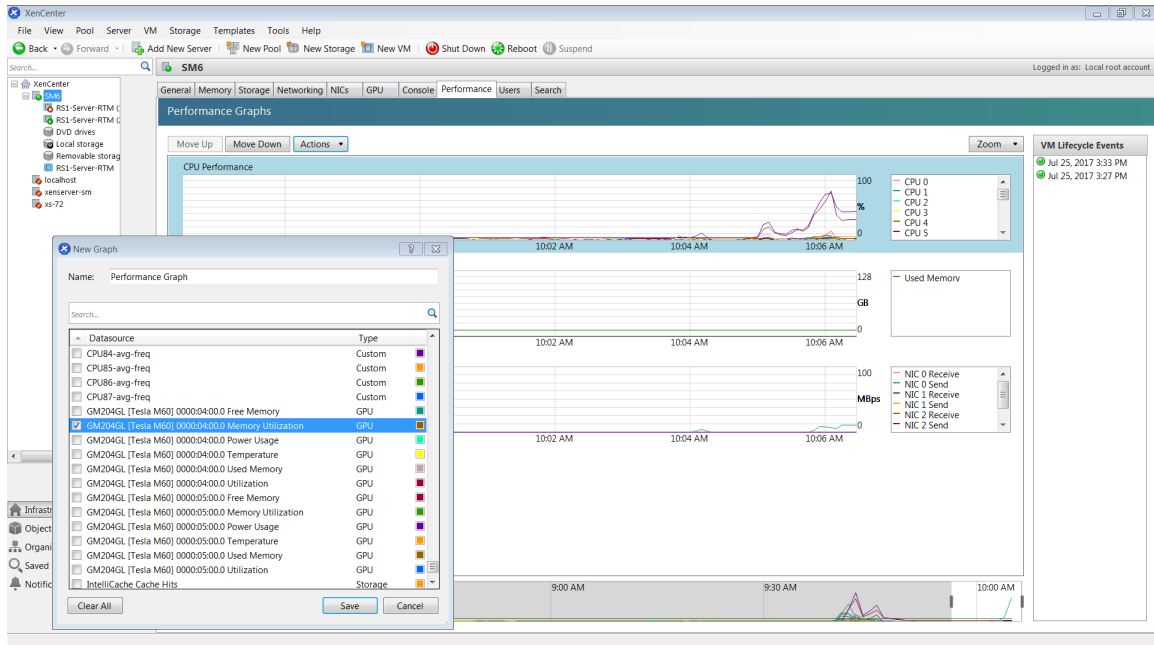 XenCenter
File View Pool Server VM Storage Templates Tools Help
Back Forward Add New Server New Pool New Storage New VM Shut Down Reboot Suspend
Search...
SM6
Logged in as: Local root account
XenCenter
SM6
RS1-Server-RTM (
RS1-Server-RTM (
DVD drives
Local storage
Removable storag
RS1-Server-RTM
localhost
xenserver-sm
xs-72
Infrastr
Object
Organi
Saved
Notific
General Memory Storage Networking NICs GPU Console Performance Users Search
Performance Graphs
Move Up Move Down Actions
Zoom
CPU Performance
100
%
0
10:02 AM 10:04 AM 10:06 AM
CPU 0
CPU 1
CPU 2
CPU 3
CPU 4
CPU 5
128
GB
0
10:02 AM 10:04 AM 10:06 AM
Used Memory
100
MBps
0
10:02 AM 10:04 AM 10:06 AM
NIC 0 Receive
NIC 0 Send
NIC 1 Receive
NIC 1 Send
NIC 2 Receive
NIC 2 Send
9:00 AM 9:30 AM 10:00 AM
VM Lifecycle Events
Jul 25, 2017 3:33 PM
Jul 25, 2017 3:27 PM
New Graph
?
Name: Performance Graph
Search...
Datasource Type
CPU84-avg-freq Custom
CPU85-avg-freq Custom
CPU86-avg-freq Custom
CPU87-avg-freq Custom
GM204GL [Tesla M60] 0000:04:00.0 Free Memory GPU
GM204GL [Tesla M60] 0000:04:00.0 Memory Utilization GPU
GM204GL [Tesla M60] 0000:04:00.0 Power Usage GPU
GM204GL [Tesla M60] 0000:04:00.0 Temperature GPU
GM204GL [Tesla M60] 0000:04:00.0 Used Memory GPU
GM204GL [Tesla M60] 0000:04:00.0 Utilization GPU
GM204GL [Tesla M60] 0000:05:00.0 Free Memory GPU
GM204GL [Tesla M60] 0000:05:00.0 Memory Utilization GPU
GM204GL [Tesla M60] 0000:05:00.0 Power Usage GPU
GM204GL [Tesla M60] 0000:05:00.0 Temperature GPU
GM204GL [Tesla M60] 0000:05:00.0 Used Memory GPU
GM204GL [Tesla M60] 0000:05:00.0 Utilization GPU
IntelliCache Cache Hits Storage
Clear All Save Cancel